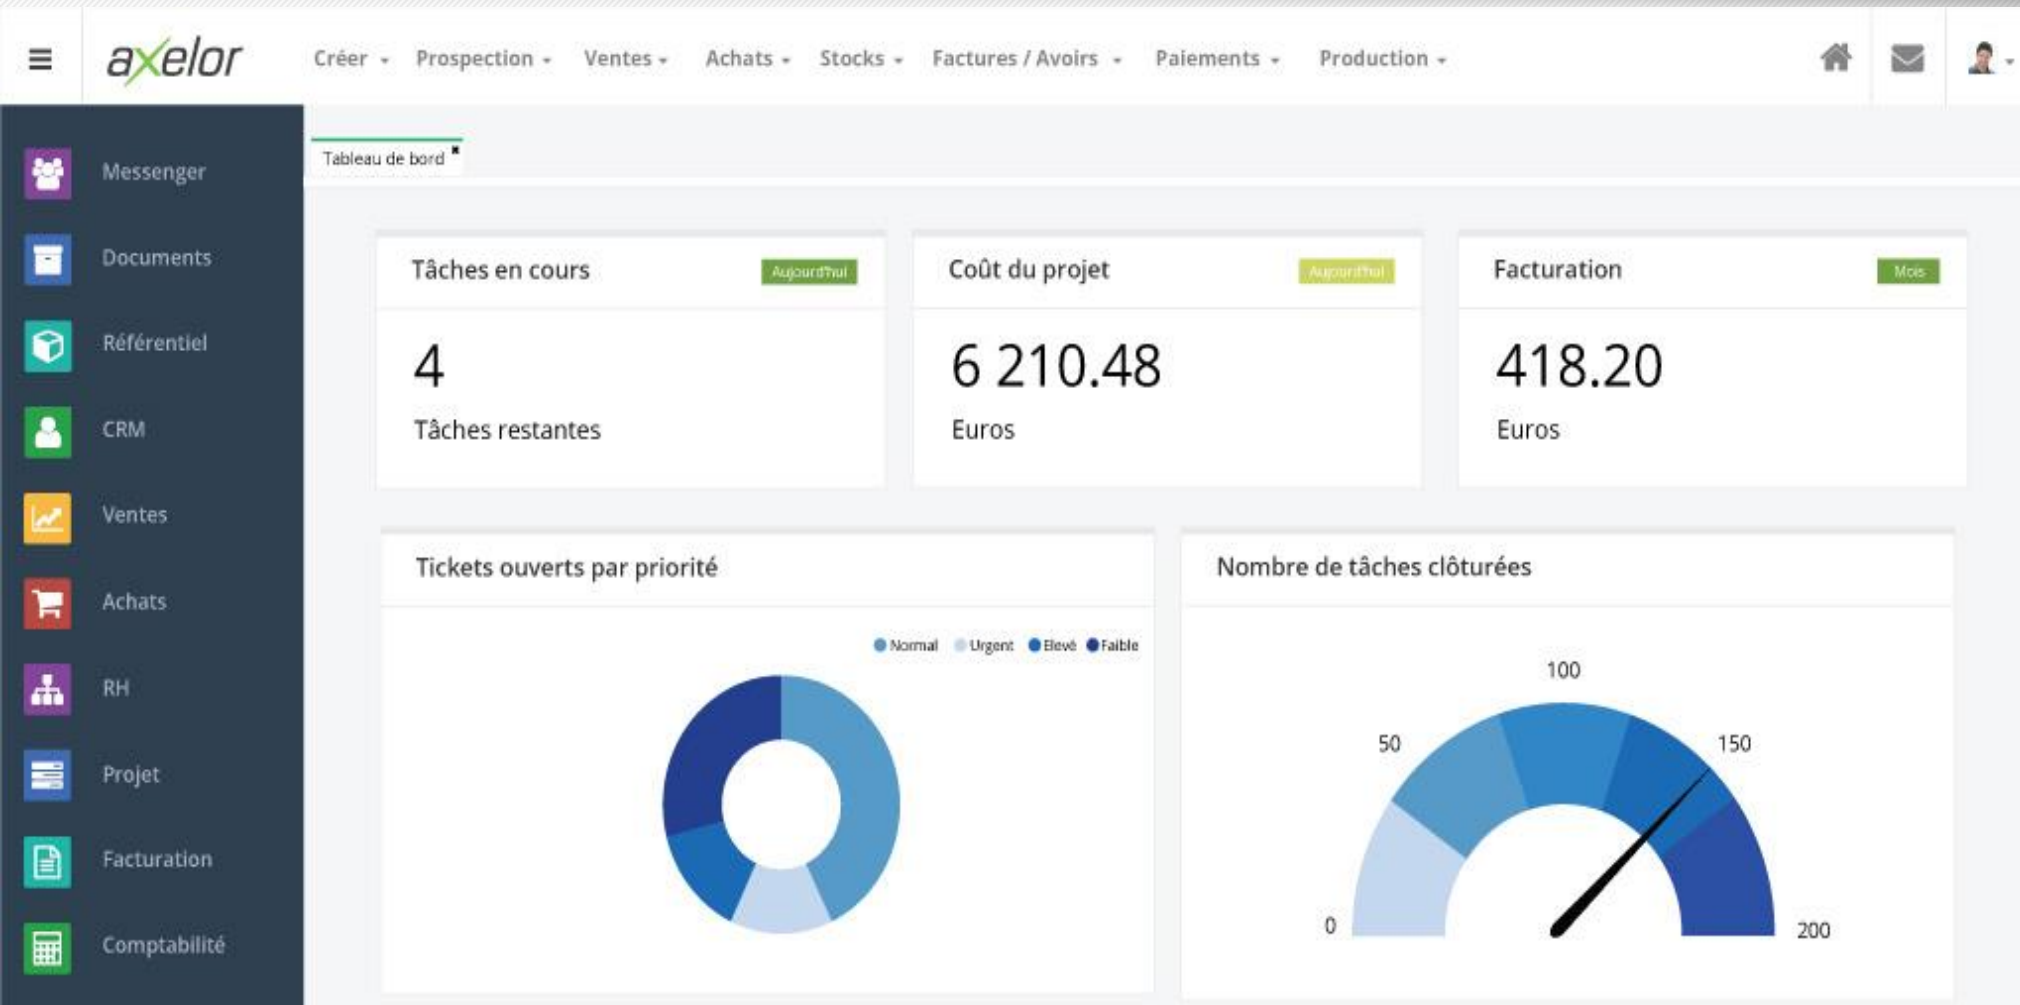 axelor
Créer Prospection Ventes Achats Stocks Factures / Avoirs Paiements Production
Messenger
Documents
Référentiel
CRM
Ventes
Achats
RH
Projet
Facturation
Comptabilité
Tableau de bord
Tâches en cours Aujourd'hui
4
Tâches restantes
Coût du projet Aujourd'hui
6 210.48
Euros
Facturation Mois
418.20
Euros
Tickets ouverts par priorité
Normal Urgent Elevé Faible
Nombre de tâches clôturées
0
50
100
150
200